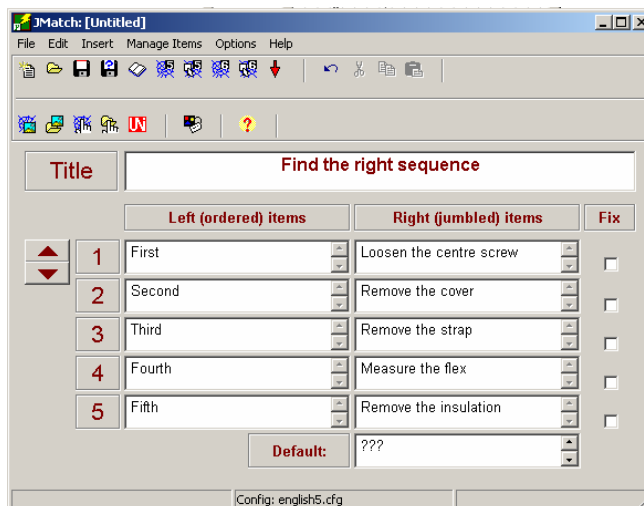 JMatch: [Untitled]
File Edit Insert Manage Items Options Help
Title
Find the right sequence
Left (ordered) items Right (jumbled) items Fix
1 First Loosen the centre screw
2 Second Remove the cover
3 Third Remove the strap
4 Fourth Measure the flex
5 Fifth Remove the insulation
Default: ???
Config: english5.cfg